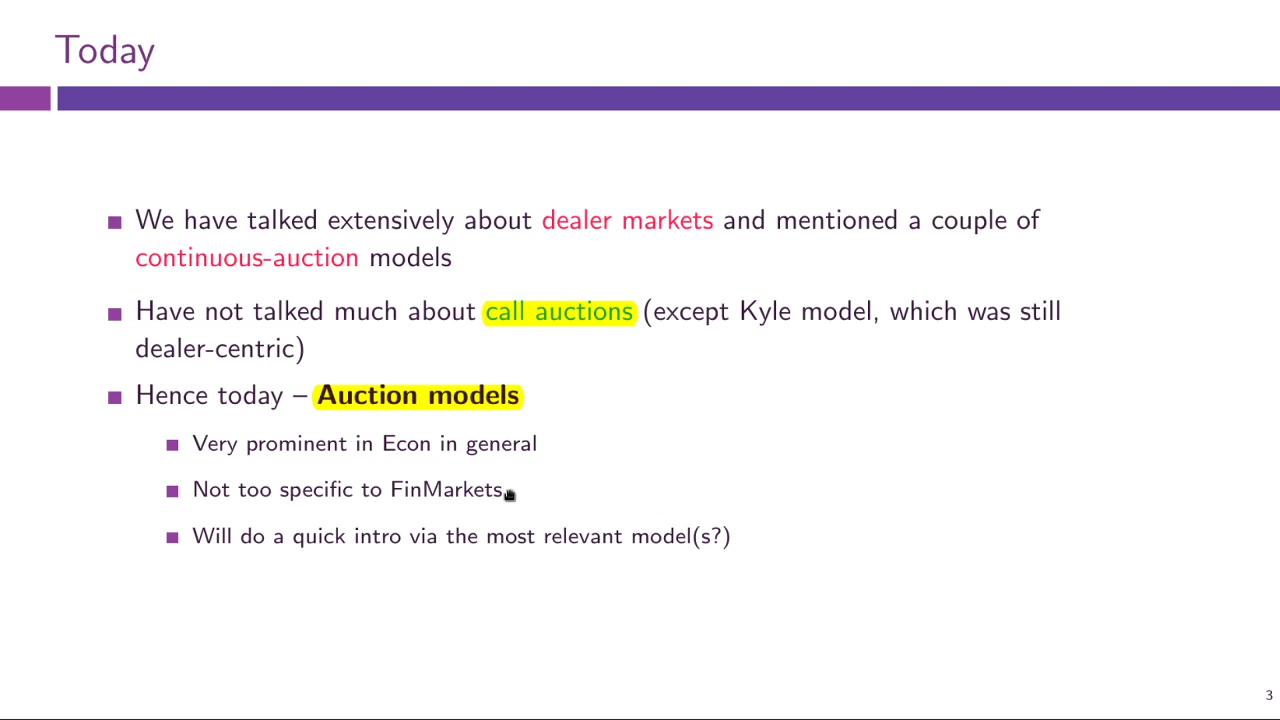 Today
We have talked extensively about dealer markets and mentioned a couple of
continuous-auction models
Have not talked much about call auctions (except Kyle model, which was still
dealer-centric)
Hence today – Auction models
Very prominent in Econ in general
Not too specific to FinMarkets
Will do a quick intro via the most relevant model(s?)
3